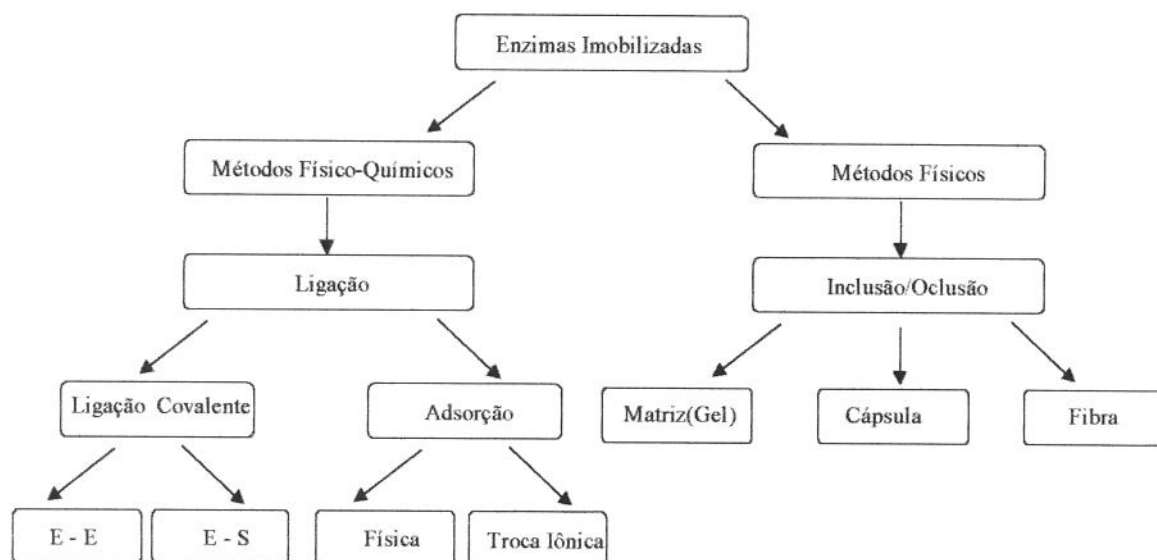 Enzimas Imobilizadas
Métodos Físico-Químicos
Métodos Físicos
Ligação
Inclusão/Oclusão
Ligação Covalente
Adsorção
Matriz(Gel)
Cápsula
Fibra
E - E
E - S
Física
Troca Iônica